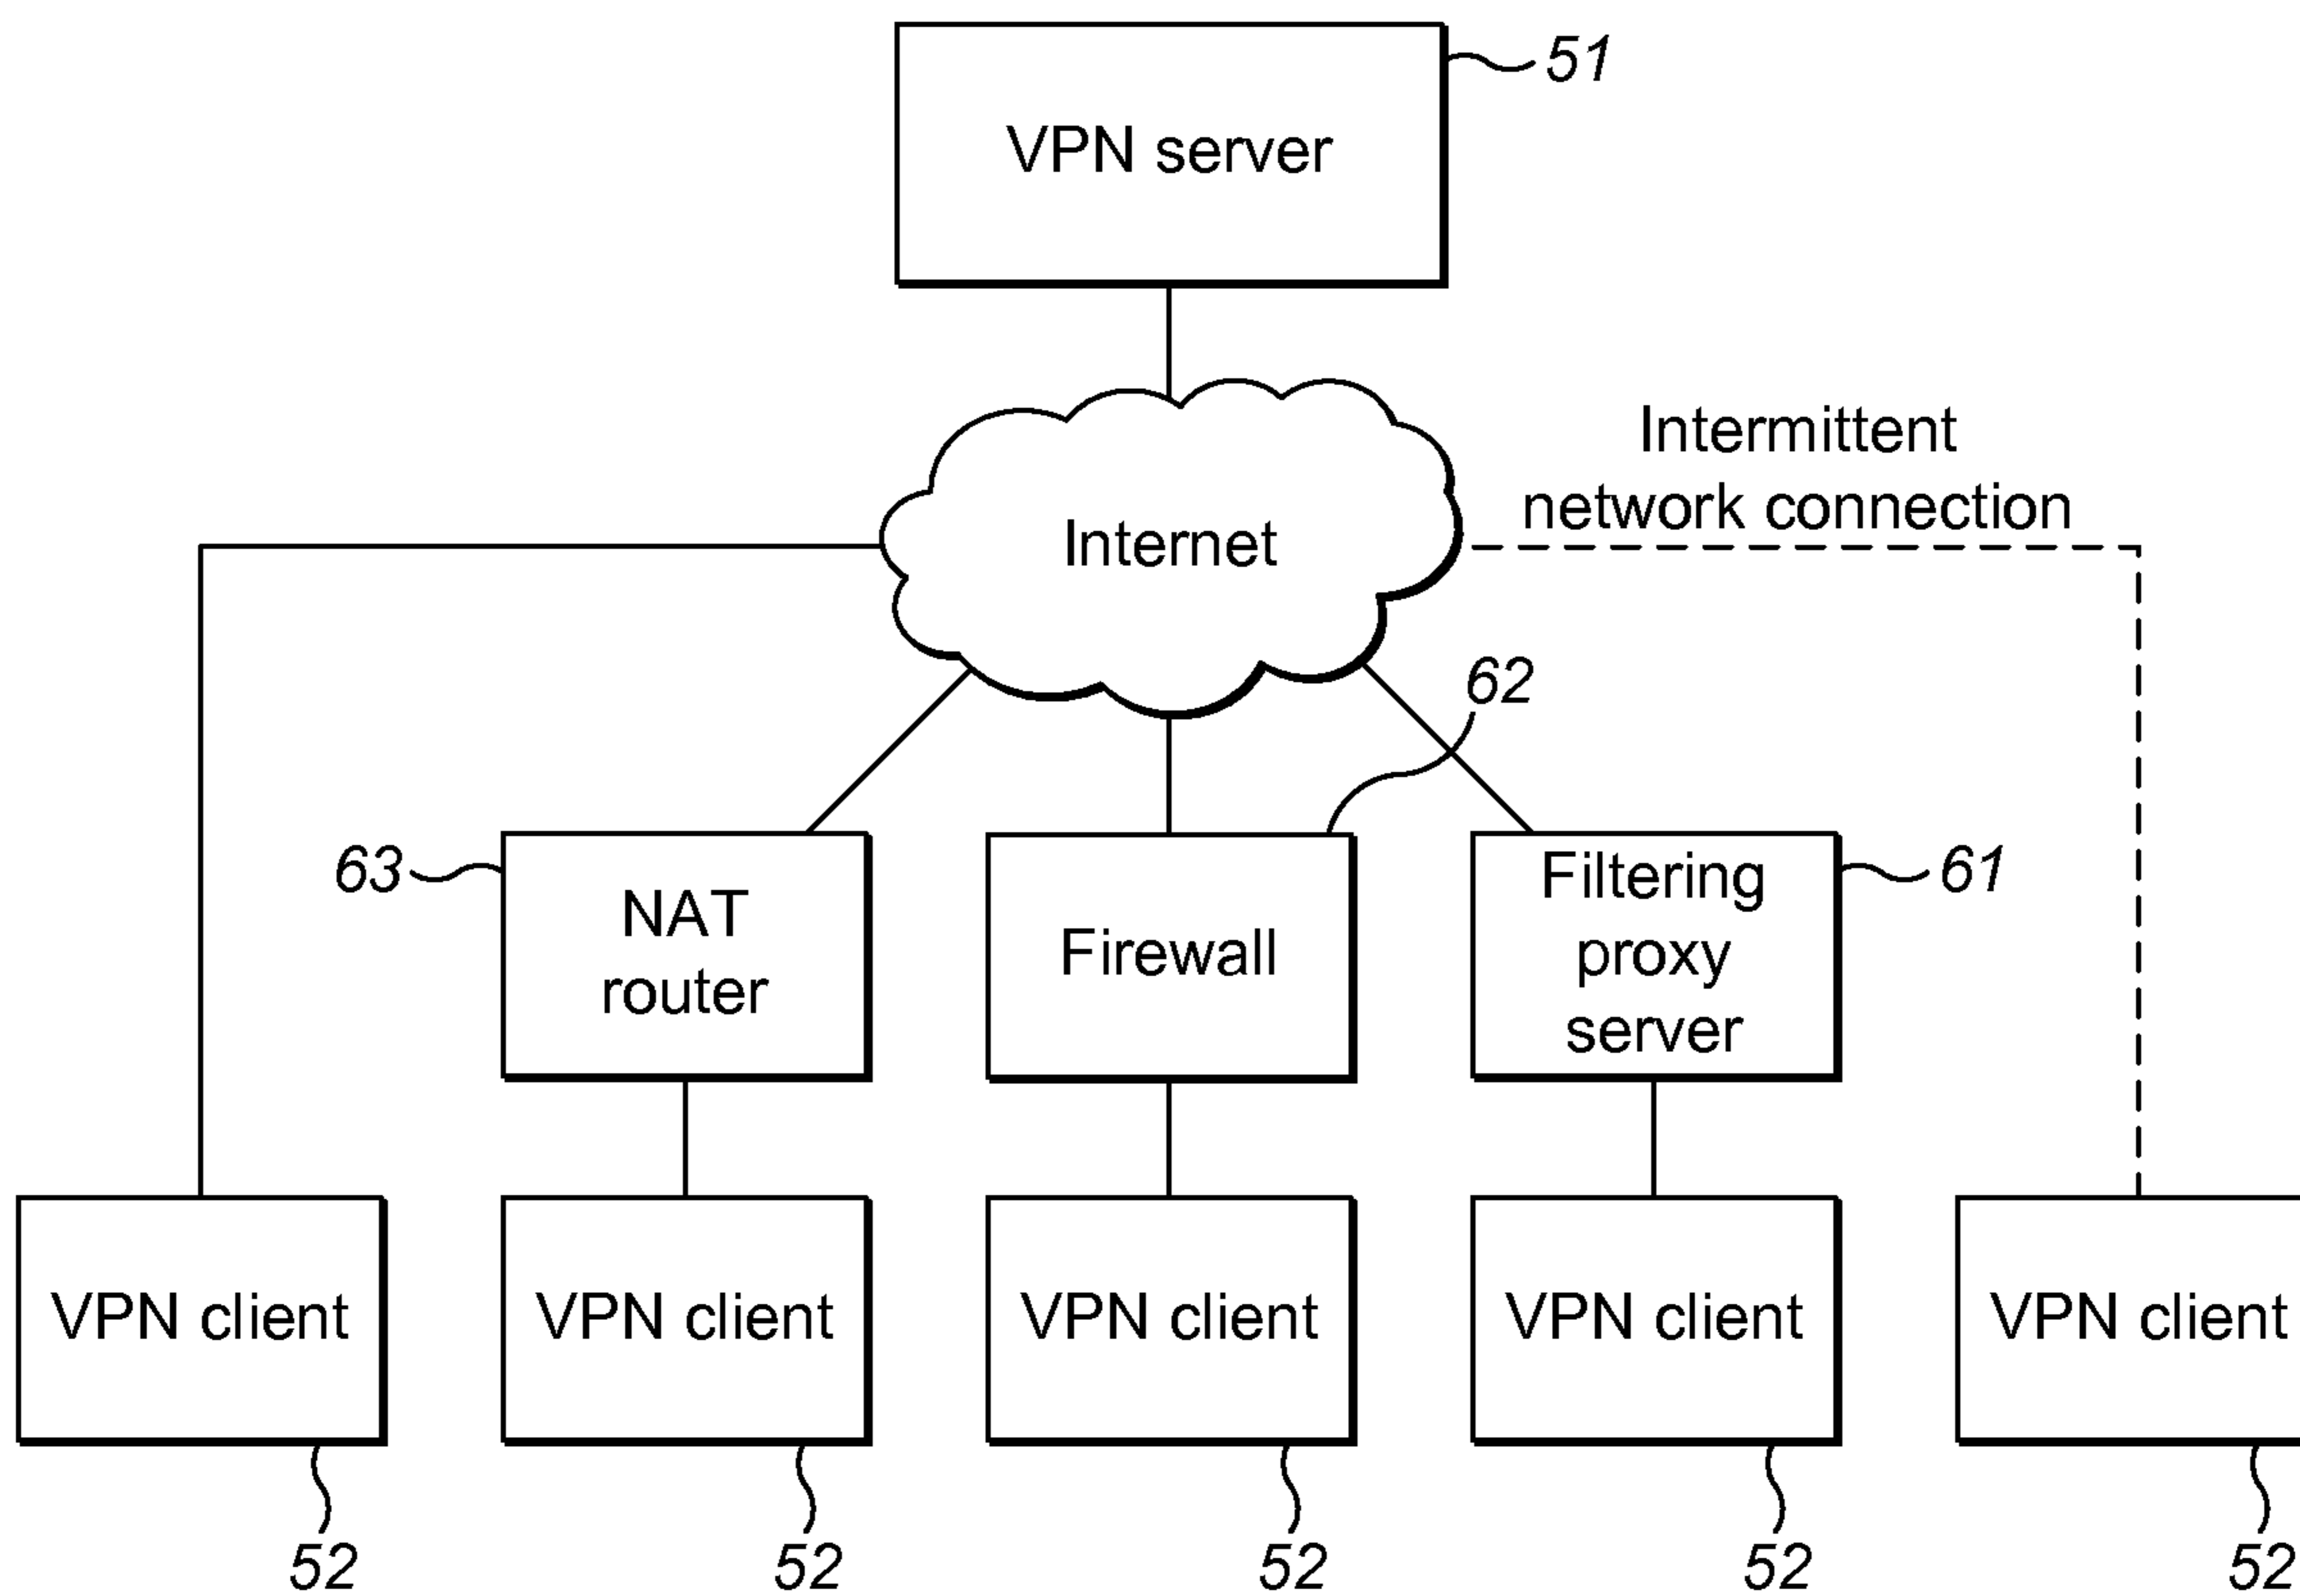 51
VPN server
Intermittent
network connection
Internet
62
63
NAT
router
Firewall
Filtering
proxy
server
61
VPN client
VPN client
VPN client
VPN client
VPN client
52
52
52
52
52